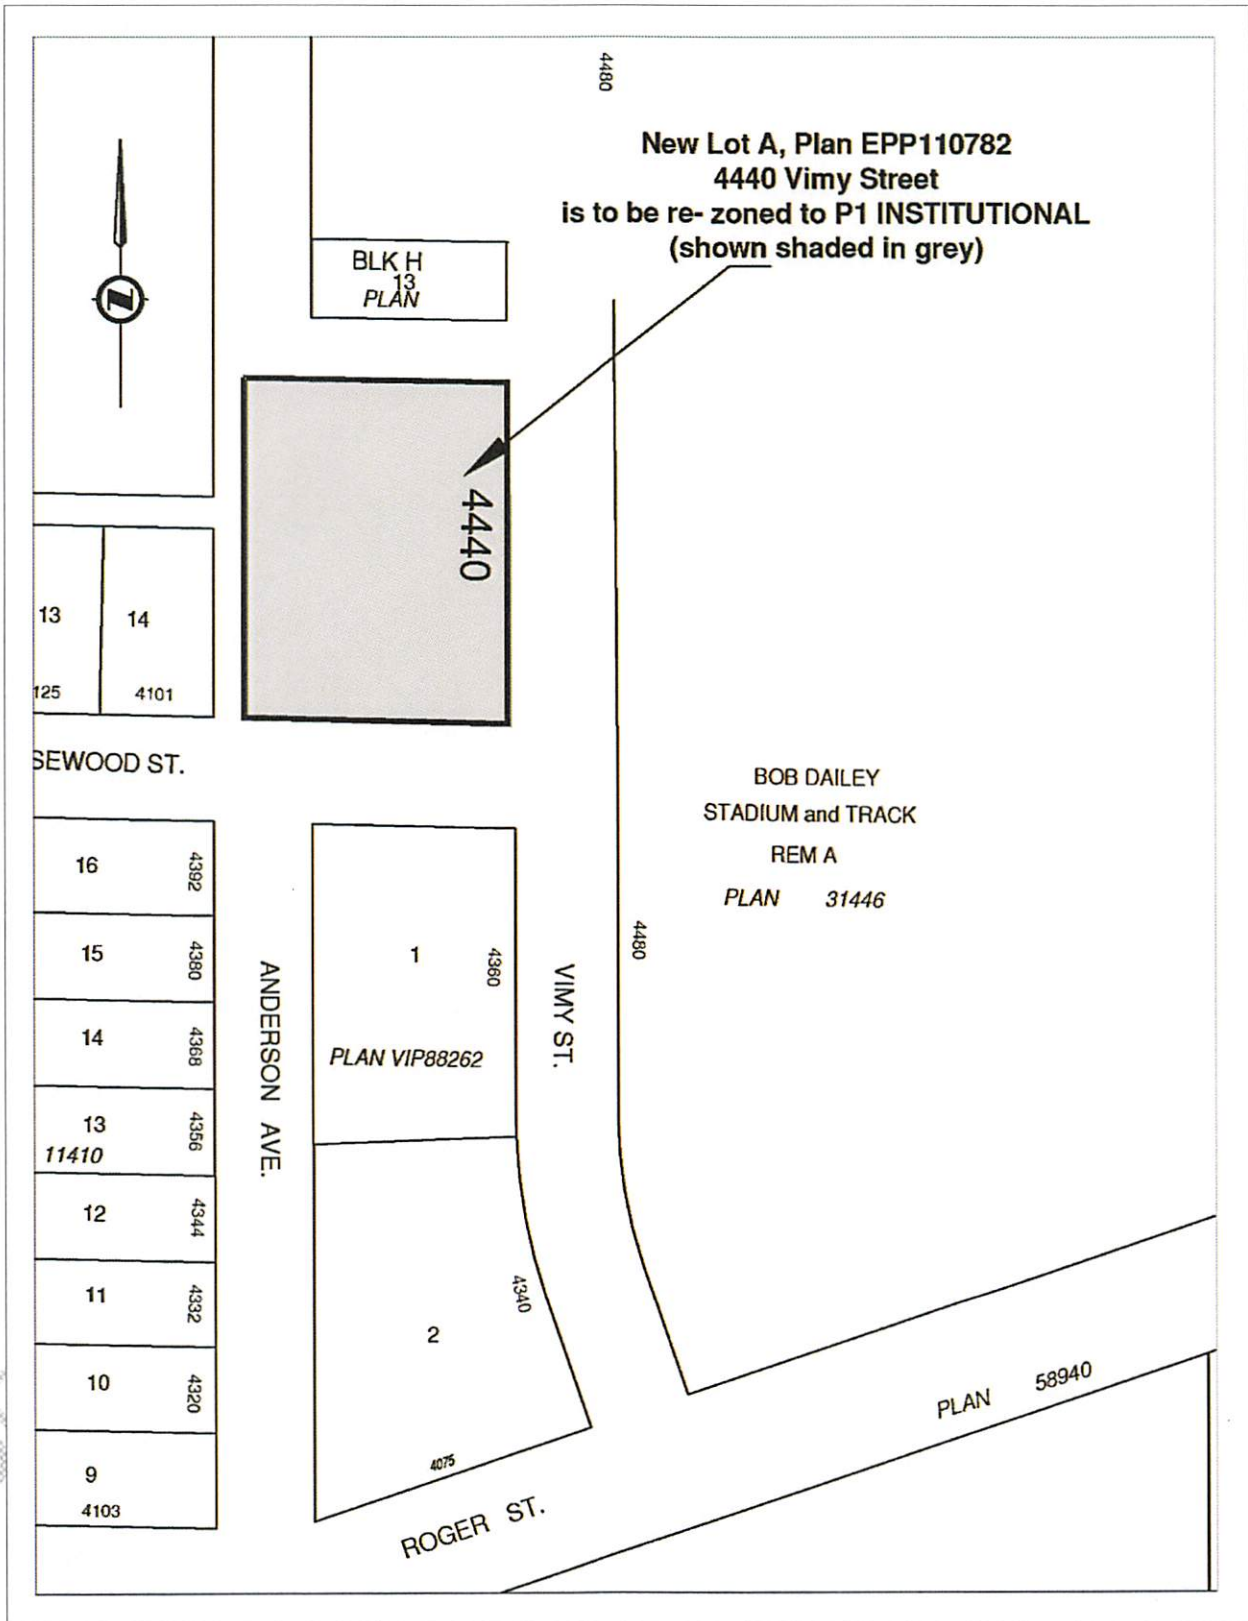 4480
New Lot A, Plan EPP110782
4440 Vimy Street
is to be re- zoned to P1 INSTITUTIONAL
(shown shaded in grey)
BLK H
13
PLAN
Z
4440
13
14
125
4101
SEWOOD ST.
BOB DAILEY
STADIUM and TRACK
REM A
PLAN 31446
16
4392
15
4380
14
4368
13
4356
11410
12
4344
11
4332
10
4320
9
4103
ANDERSON AVE.
1
4360
PLAN VIP88262
VIMY ST.
4480
2
4340
4075
ROGER ST.
PLAN 58940